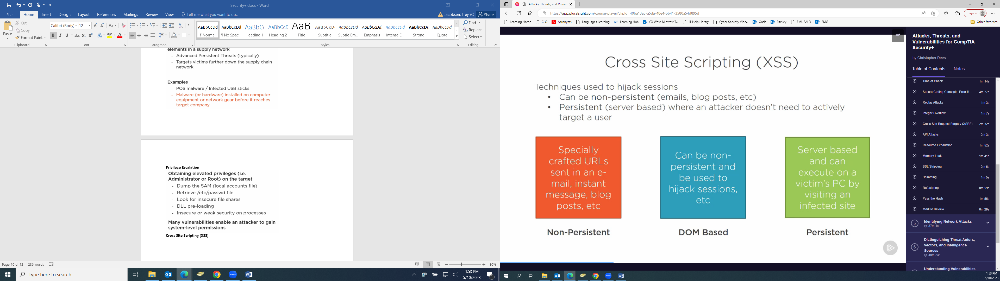 Security+.docx - Word
File
Home
Insert
Design
Layout
References
Mailings
Review
View
Tell me what you want to do...
Jacobsen, Trey /C
Share
Paste
Cut
Copy
Format Painter
Clipboard
Calibri (Body)
12
Font
Paragraph
AaBbCcDd
¶ Normal
AaBbCcDd
¶ No Spac...
AaBbCc
Heading 1
AaBbCcD
Heading 2
AaB
Title
AaBbCcD
Subtitle
AaBbCcDd
Subtle Em...
AaBbCcDd
Emphasis
AaBbCcDd
Intense E...
AaBbCcDc
Strong
AaBbCcDd
Quote
Styles
Find
Replace
Select
Editing
elements in a supply network
- Advanced Persistent Threats (typically)
- Targets victims further down the supply chain
network
Examples
- POS malware / Infected USB sticks
- Malware (or hardware) installed on computer
equipment or network gear before it reaches
target company
Privilege Escalation
Obtaining elevated privileges (i.e.
Administrator or Root) on the target
- Dump the SAM (local accounts file)
- Retrieve /etc/passwd file
- Look for insecure file shares
- DLL pre-loading
- Insecure or weak security on processes
Many vulnerabilities enable an attacker to gain
system-level permissions
Cross Site Scripting (XSS)
Page 10 of 12 286 words
80%
Type here to search
1:53 PM
5/10/2023
Attacks, Threats, and Vulne
https://app.pluralsight.com/course-player?clipId=40ba13a3-a5da-48e4-bb41-3580a54d895d
Sign in
Learning Home
CLO
Acronyms
Languages Learning
Learning Hub
CX West-Midwest T...
IT Help Library
Cyber Security Vide...
Oasis
Parsley
EMURALD
EMG
Other favorites
Cross Site Scripting (XSS)
Techniques used to hijack sessions
• Can be non-persistent (emails, blog posts, etc)
• Persistent (server based) where an attacker doesn't need to actively
target a user
Specially
crafted URLs
sent in an e-
mail, instant
message, blog
posts, etc
Non-Persistent
Can be non-
persistent and
be used to
hijack sessions,
etc
DOM Based
Server based
and can
execute on a
victim's PC by
visiting an
infected site
Persistent
Attacks, Threats, and
Vulnerabilities for CompTIA
Security+
by Christopher Rees
Table of Contents
Notes
Time of Check 1m 14s
Secure Coding Concepts, Error H... 4m 27s
Replay Attacks 1m 3s
Integer Overflow 1m 7s
Cross Site Request Forgery (XSRF) 2m 32s
API Attacks 2m 3s
Resource Exhaustion 1m 52s
Memory Leak 1m 41s
SSL Stripping 2m 6s
Shimming 1m 5s
Refactoring 0m 59s
Pass the Hash 1m 56s
Module Review 0m 29s
5 Identifying Network Attacks
37m 1s
6 Distinguishing Threat Actors,
Vectors, and Intelligence
Sources
40m 24s
Understanding Vulnerabilities
1:53 PM
5/10/2023